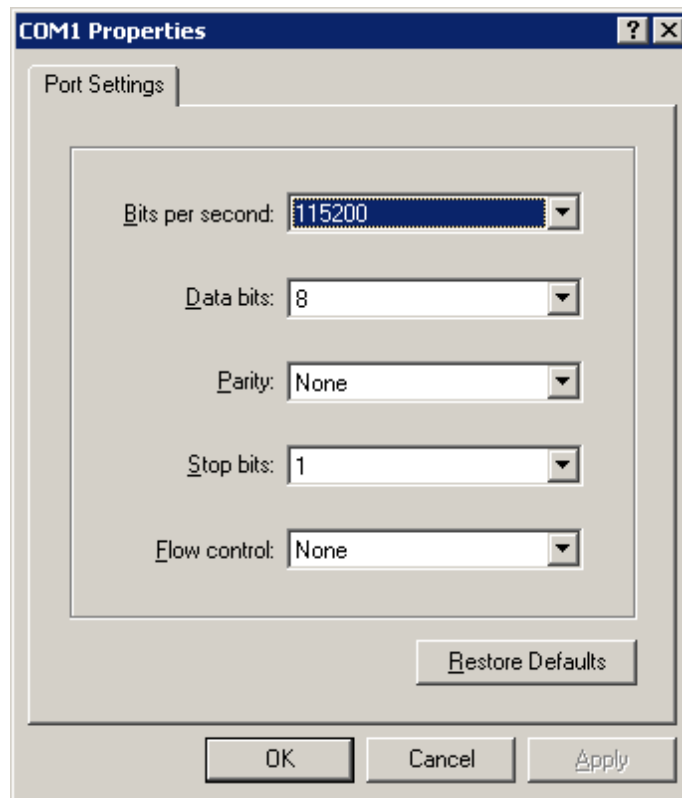 COM1 Properties
Port Settings
Bits per second: 115200
Data bits: 8
Parity: None
Stop bits: 1
Flow control: None
Restore Defaults
OK Cancel Apply